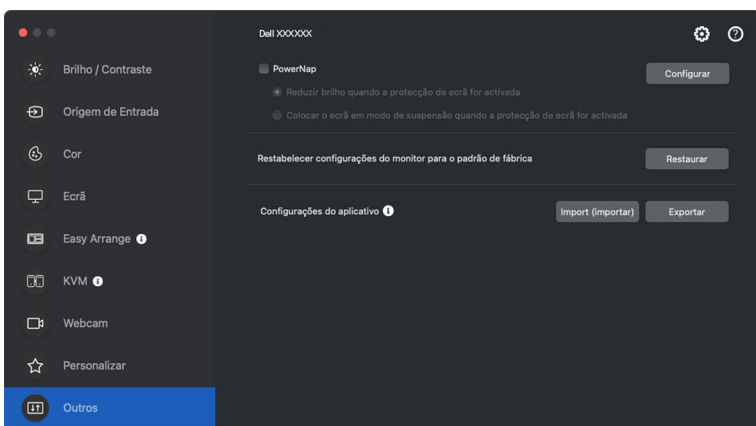 Dell XXXXXX
Brilho / Contraste
Origem de Entrada
Cor
Ecrã
Easy Arrange
KVM
Webcam
Personalizar
Outros
PowerNap
Configurar
Reduzir brilho quando a protecção de ecrã for activada
Colocar o ecrã em modo de suspensão quando a protecção de ecrã for activada
Restabelecer configurações do monitor para o padrão de fábrica
Restaurar
Configurações do aplicativo
Import (importar)
Exportar